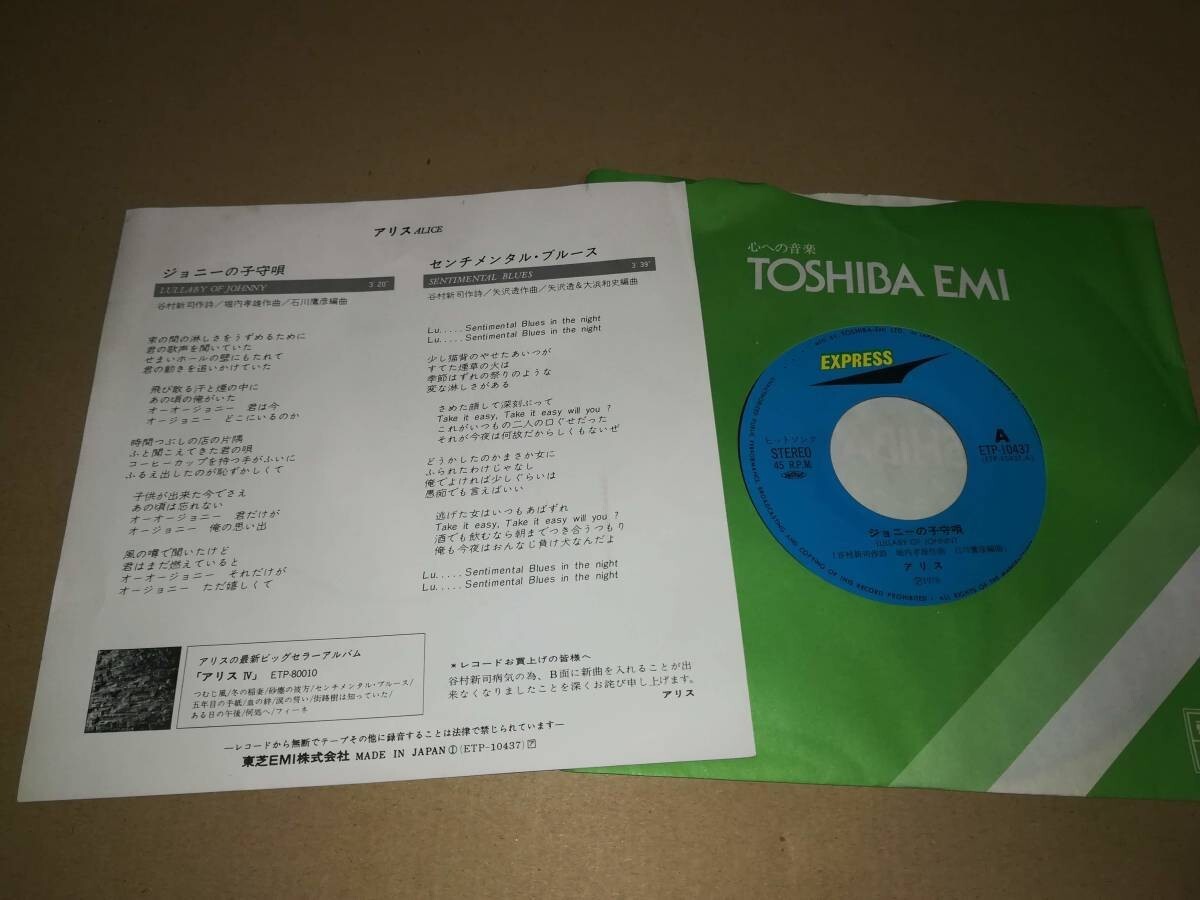 アリス ALICE
ジョニーの子守唄
LULLABY OF JOHNNY 3'20"
谷村新司作詩/堀内孝雄作曲/石川鷹彦編曲
束の間の淋しさをうずめるために
君の歌声を聞いていた
せまいホールの壁にもたれて
君の動きを追いかけていた
飛び散る汗と煙の中に
あの頃の俺がいた
オーオージョニー 君は今
オージョニー どこにいるのか
時間つぶしの店の片隅
ふと聞こえてきた君の唄
コーヒーカップを持つ手がふいに
ふるえ出したのが恥ずかしくて
子供が出来た今でさえ
あの頃は忘れない
オーオージョニー 君だけが
オージョニー 俺の思い出
風の噂で聞いたけど
君はまだ燃えていると
オーオージョニー それだけが
オージョニー ただ嬉しくて
センチメンタル・ブルース
SENTIMENTAL BLUES 3'39"
谷村新司作詩/矢沢透作曲/矢沢透&大浜和史編曲
Lu.....Sentimental Blues in the night
Lu.....Sentimental Blues in the night
少し猫背のやせたあいつが
すてた煙草の火は
季節はずれの祭りのような
変な淋しさがある
さめた顔して深刻ぶって
Take it easy, Take it easy will you ?
これがいつもの二人の口ぐせだった
それが今夜は何故だからしくもないぜ
どうかしたのかまさか女に
ふられたわけじゃなし
俺でよければ少しぐらいは
愚痴でも言えばいい
逃げた女はいつもあばずれ
Take it easy, Take it easy will you ?
酒でも飲むなら朝までつき合うつもり
俺も今夜はおんなじ負け犬なんだよ
Lu.....Sentimental Blues in the night
Lu.....Sentimental Blues in the night
アリスの最新ビッグセラーアルバム
「アリス Ⅳ」 ETP-80010
つむじ風/冬の稲妻/砂塵の彼方/センチメンタル・ブルース/
五年目の手紙/血の絆/涙の誓い/街路樹は知っていた/
ある日の午後/何処へ/フィーネ
*レコードお買上げの皆様へ
谷村新司病気の為、B面に新曲を入れることが出
来なくなりましたことを深くお詫び申し上げます。
アリス
—レコードから無断でテープその他に録音することは法律で禁じられています—
東芝EMI株式会社 MADE IN JAPAN Ⓘ (ETP-10437) ア
心への音楽
TOSHIBA EMI
EXPRESS
ヒットソング
STEREO
45 R.P.M.
A
ETP-10437
(ETP-10437-A)
ジョニーの子守唄
LULLABY OF JOHNNY
(谷村新司作詩 堀内孝雄作曲 石川鷹彦編曲)
アリス
Ⓟ1978